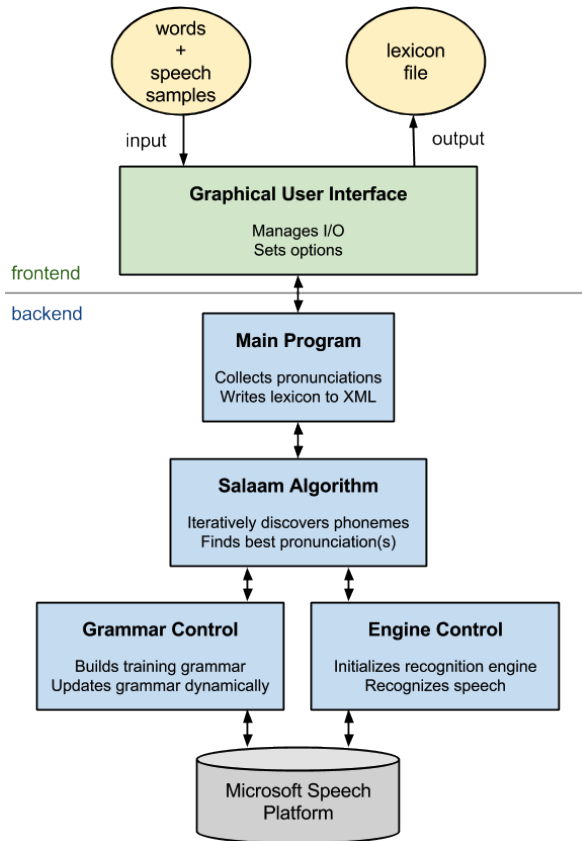 words
+
speech
samples
lexicon
file
input
output
Graphical User Interface
Manages I/O
Sets options
frontend
backend
Main Program
Collects pronunciations
Writes lexicon to XML
Salaam Algorithm
Iteratively discovers phonemes
Finds best pronunciation(s)
Grammar Control
Builds training grammar
Updates grammar dynamically
Engine Control
Initializes recognition engine
Recognizes speech
Microsoft Speech
Platform